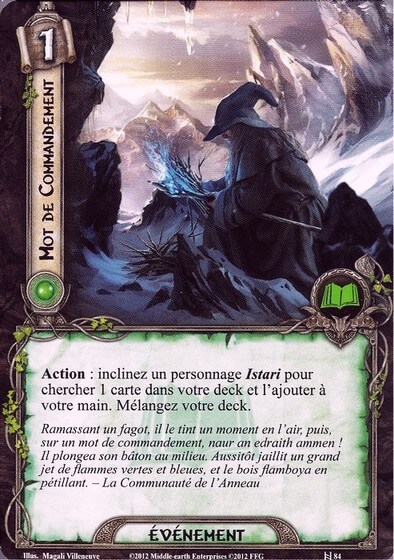 1
MOT DE COMMANDEMENT
Action : inclinez un personnage Istari pour
chercher 1 carte dans votre deck et l'ajouter à
votre main. Mélangez votre deck.
Ramassant un fagot, il le tint un moment en l'air, puis,
sur un mot de commandement, naur an edraith ammen !
Il plongea son bâton au milieu. Aussitôt jaillit un grand
jet de flammes vertes et bleues, et le bois flamboya en
pétillant. – La Communauté de l'Anneau
ÉVÉNEMENT
Illus. Magali Villeneuve ©2012 Middle-earth Enterprises ©2012 FFG 84